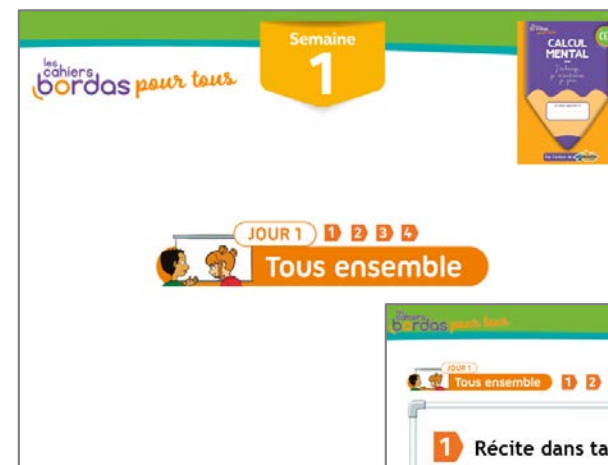 Semaine
1
les cahiers
bordas pour tous
CALCUL
MENTAL
JOUR 1 1 2 3 4
Tous ensemble
bordas pour tous
JOUR 1
Tous ensemble 1 2
1 Récite dans ta